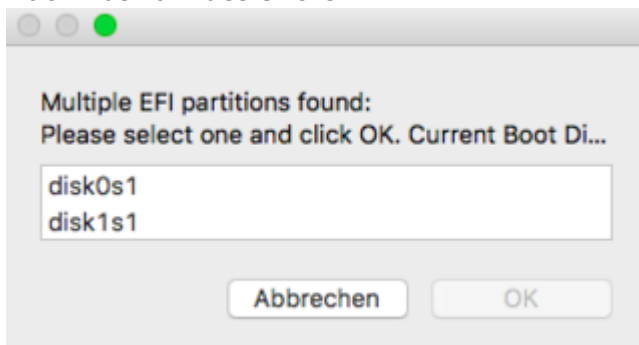 Multiple EFI partitions found:
Please select one and click OK. Current Boot Di...
disk0s1
disk1s1
Abbrechen
OK